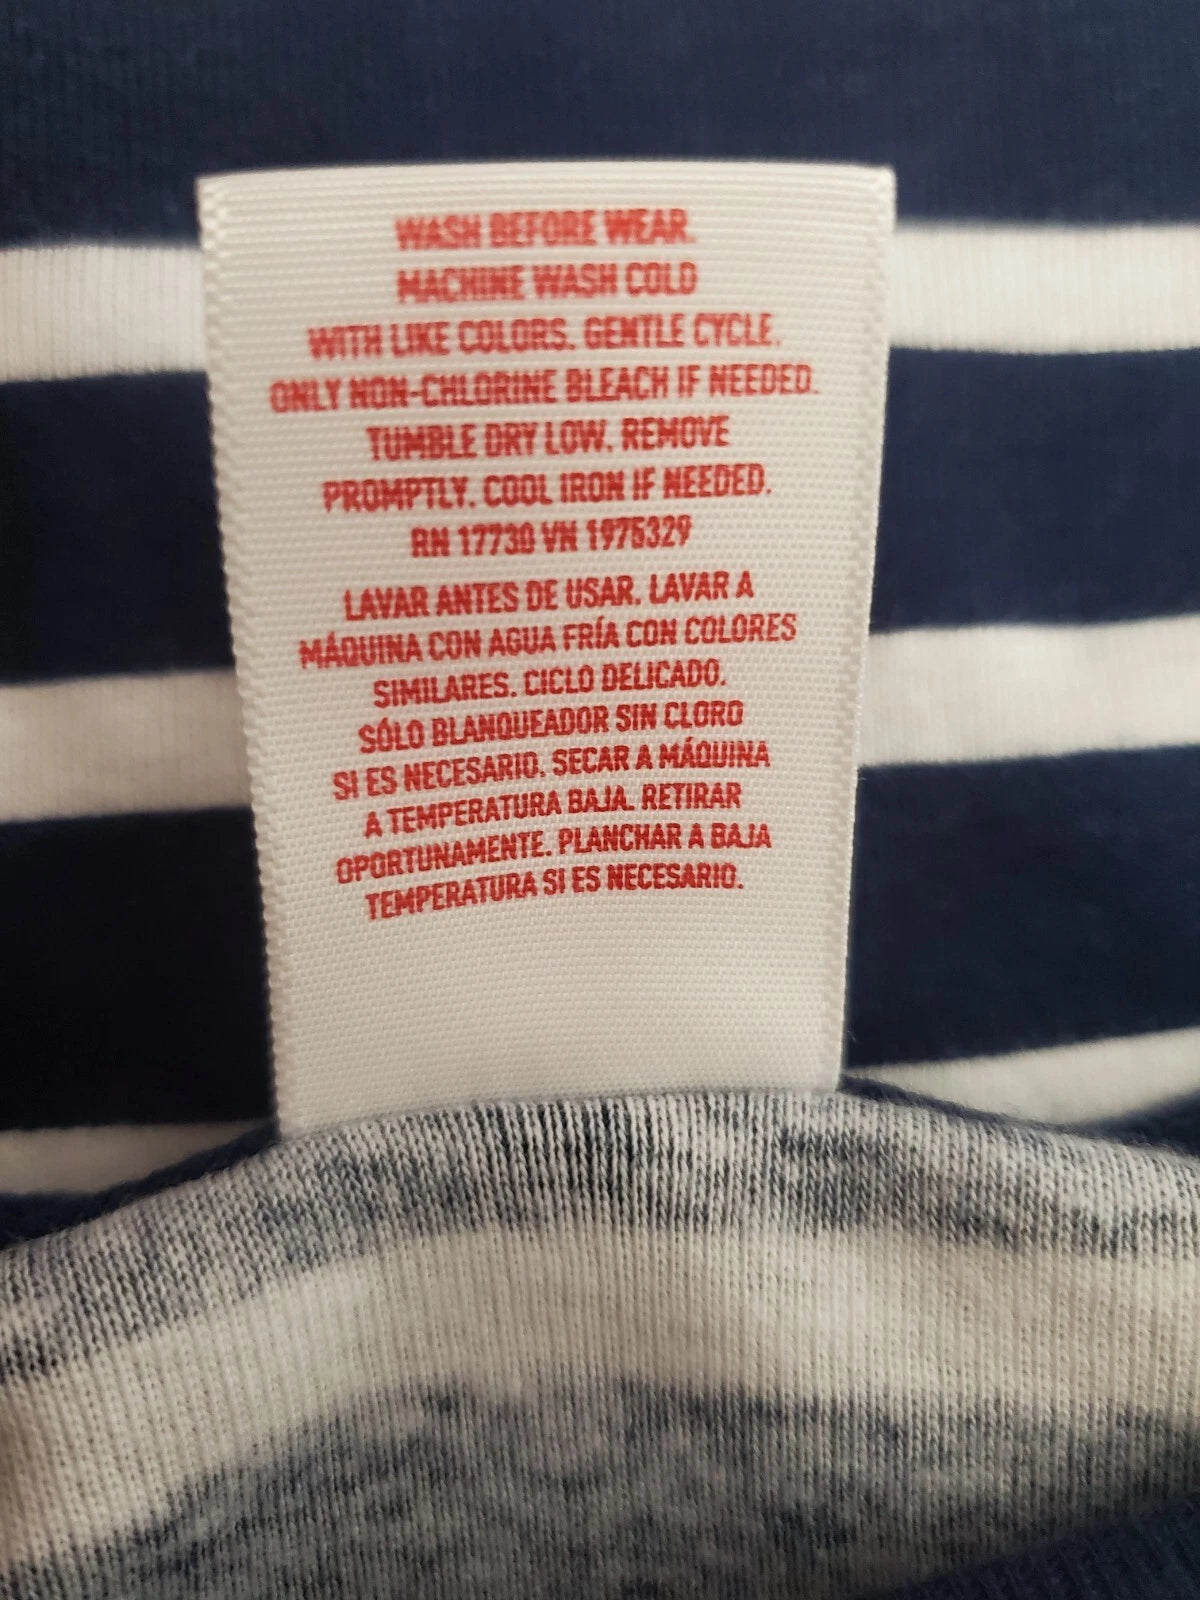 WASH BEFORE WEAR.
MACHINE WASH COLD
WITH LIKE COLORS. GENTLE CYCLE.
ONLY NON-CHLORINE BLEACH IF NEEDED.
TUMBLE DRY LOW. REMOVE
PROMPTLY. COOL IRON IF NEEDED.
RN 17730 VN 1975329
LAVAR ANTES DE USAR. LAVAR A
MÁQUINA CON AGUA FRÍA CON COLORES
SIMILARES. CICLO DELICADO.
SÓLO BLANQUEADOR SIN CLORO
SI ES NECESARIO. SECAR A MÁQUINA
A TEMPERATURA BAJA. RETIRAR
OPORTUNAMENTE. PLANCHAR A BAJA
TEMPERATURA SI ES NECESARIO.